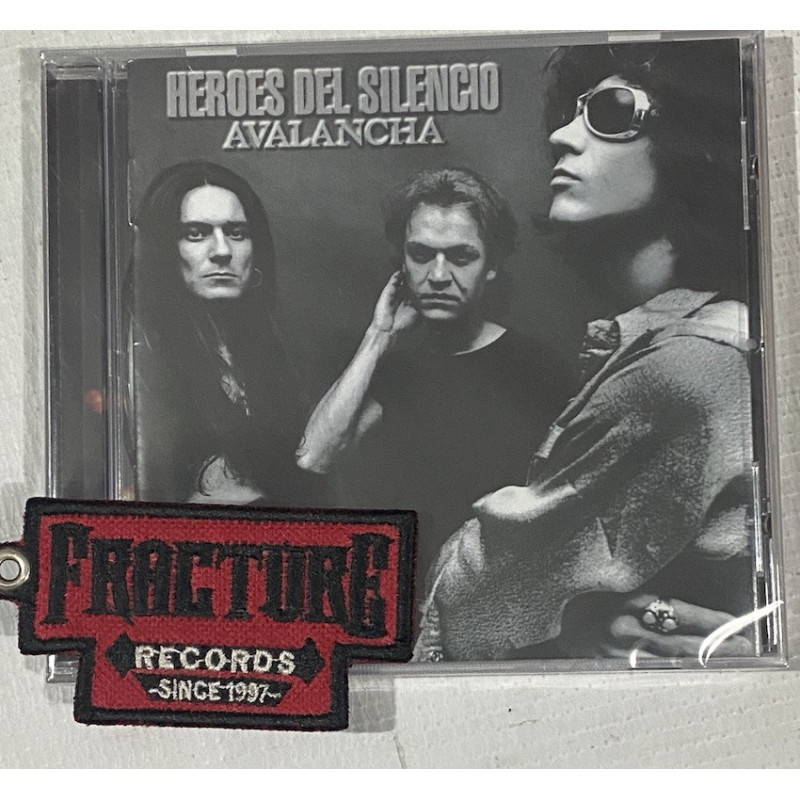 HEROES DEL SILENCIO
AVALANCHA
FRACTURE
RECORDS
-SINCE 1997-